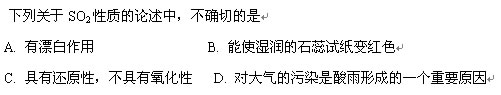 下列关于 SO₂性质的论述中，不确切的是↵
A. 有漂白作用 B. 能使湿润的石蕊试纸变红色↵
C. 具有还原性，不具有氧化性 D. 对大气的污染是酸雨形成的一个重要原因↵